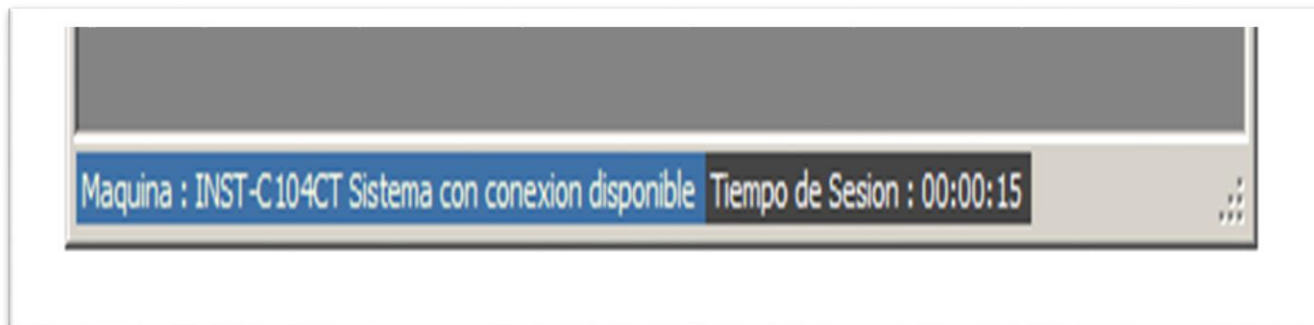 Maquina : INST-C104CT Sistema con conexion disponible Tiempo de Sesion : 00:00:15